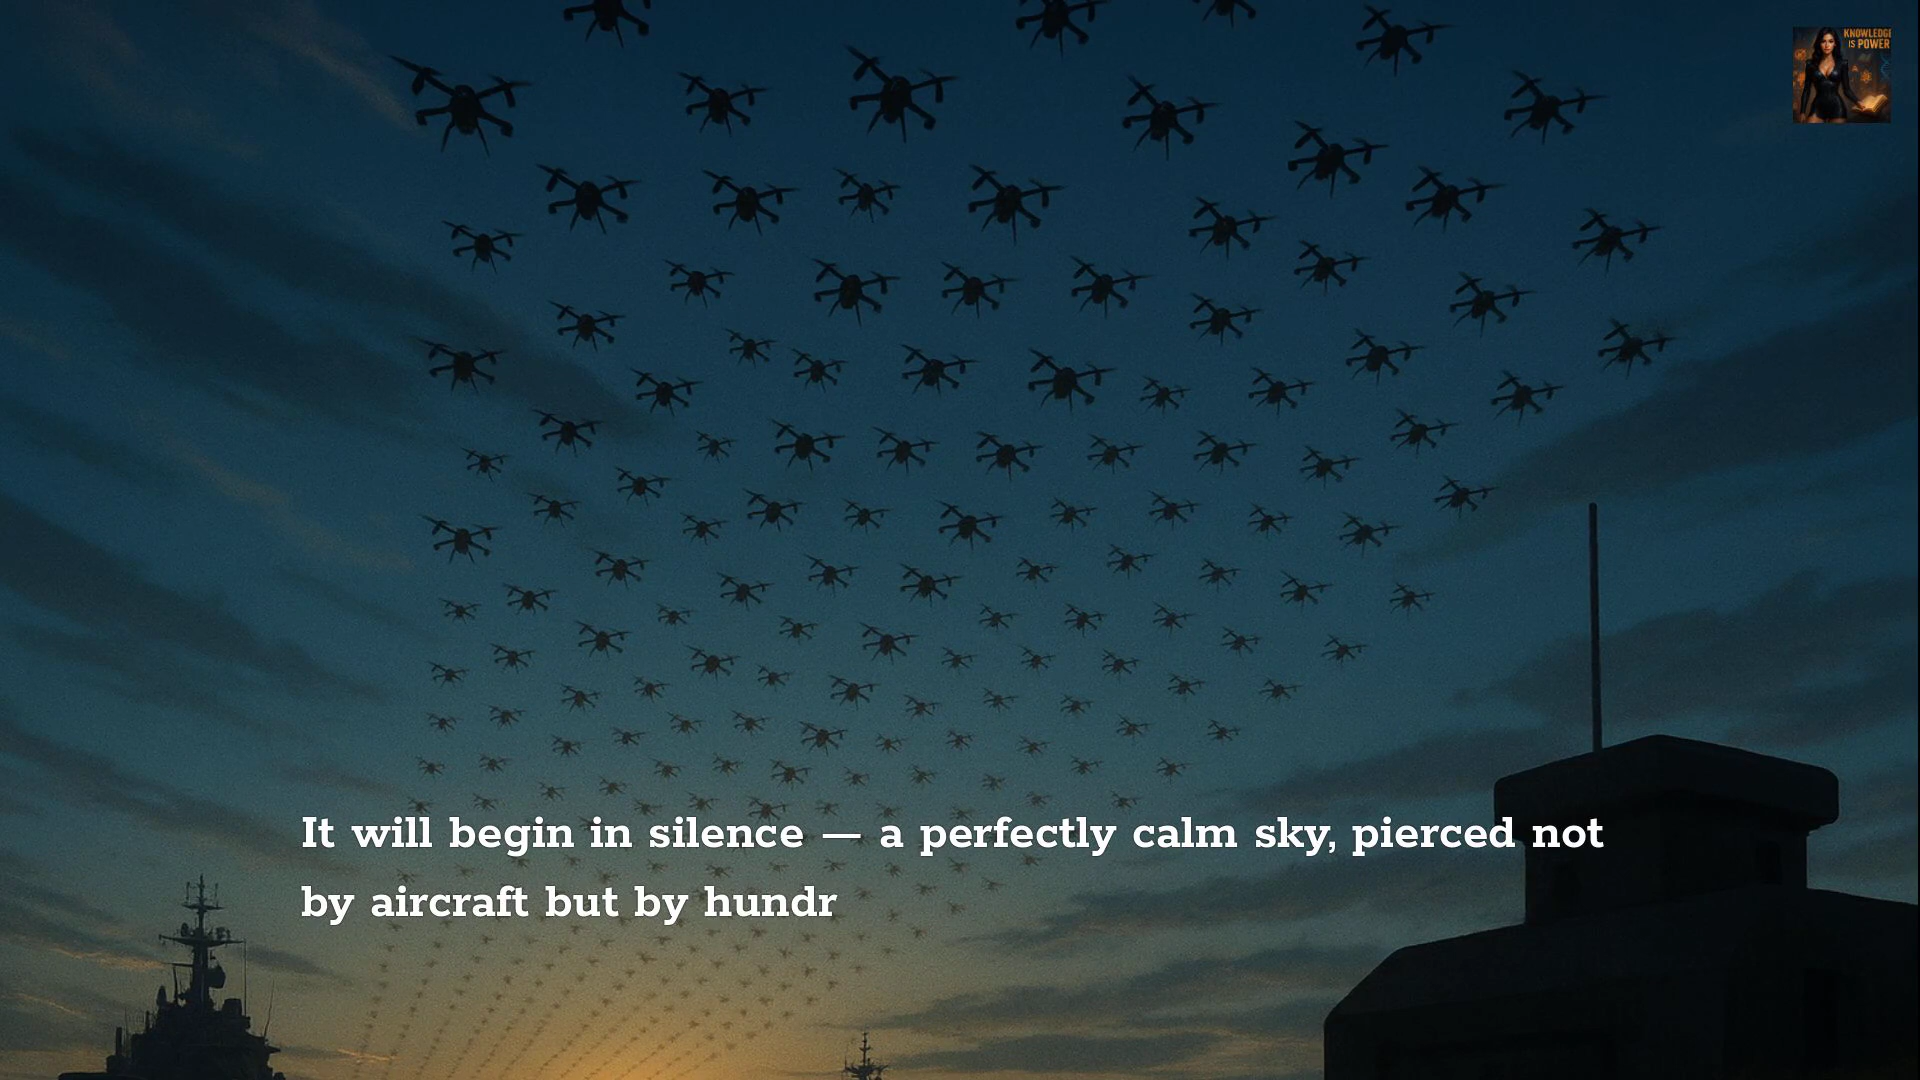 KNOWLEDGE
IS POWER
It will begin in silence — a perfectly calm sky, pierced not
by aircraft but by hundr